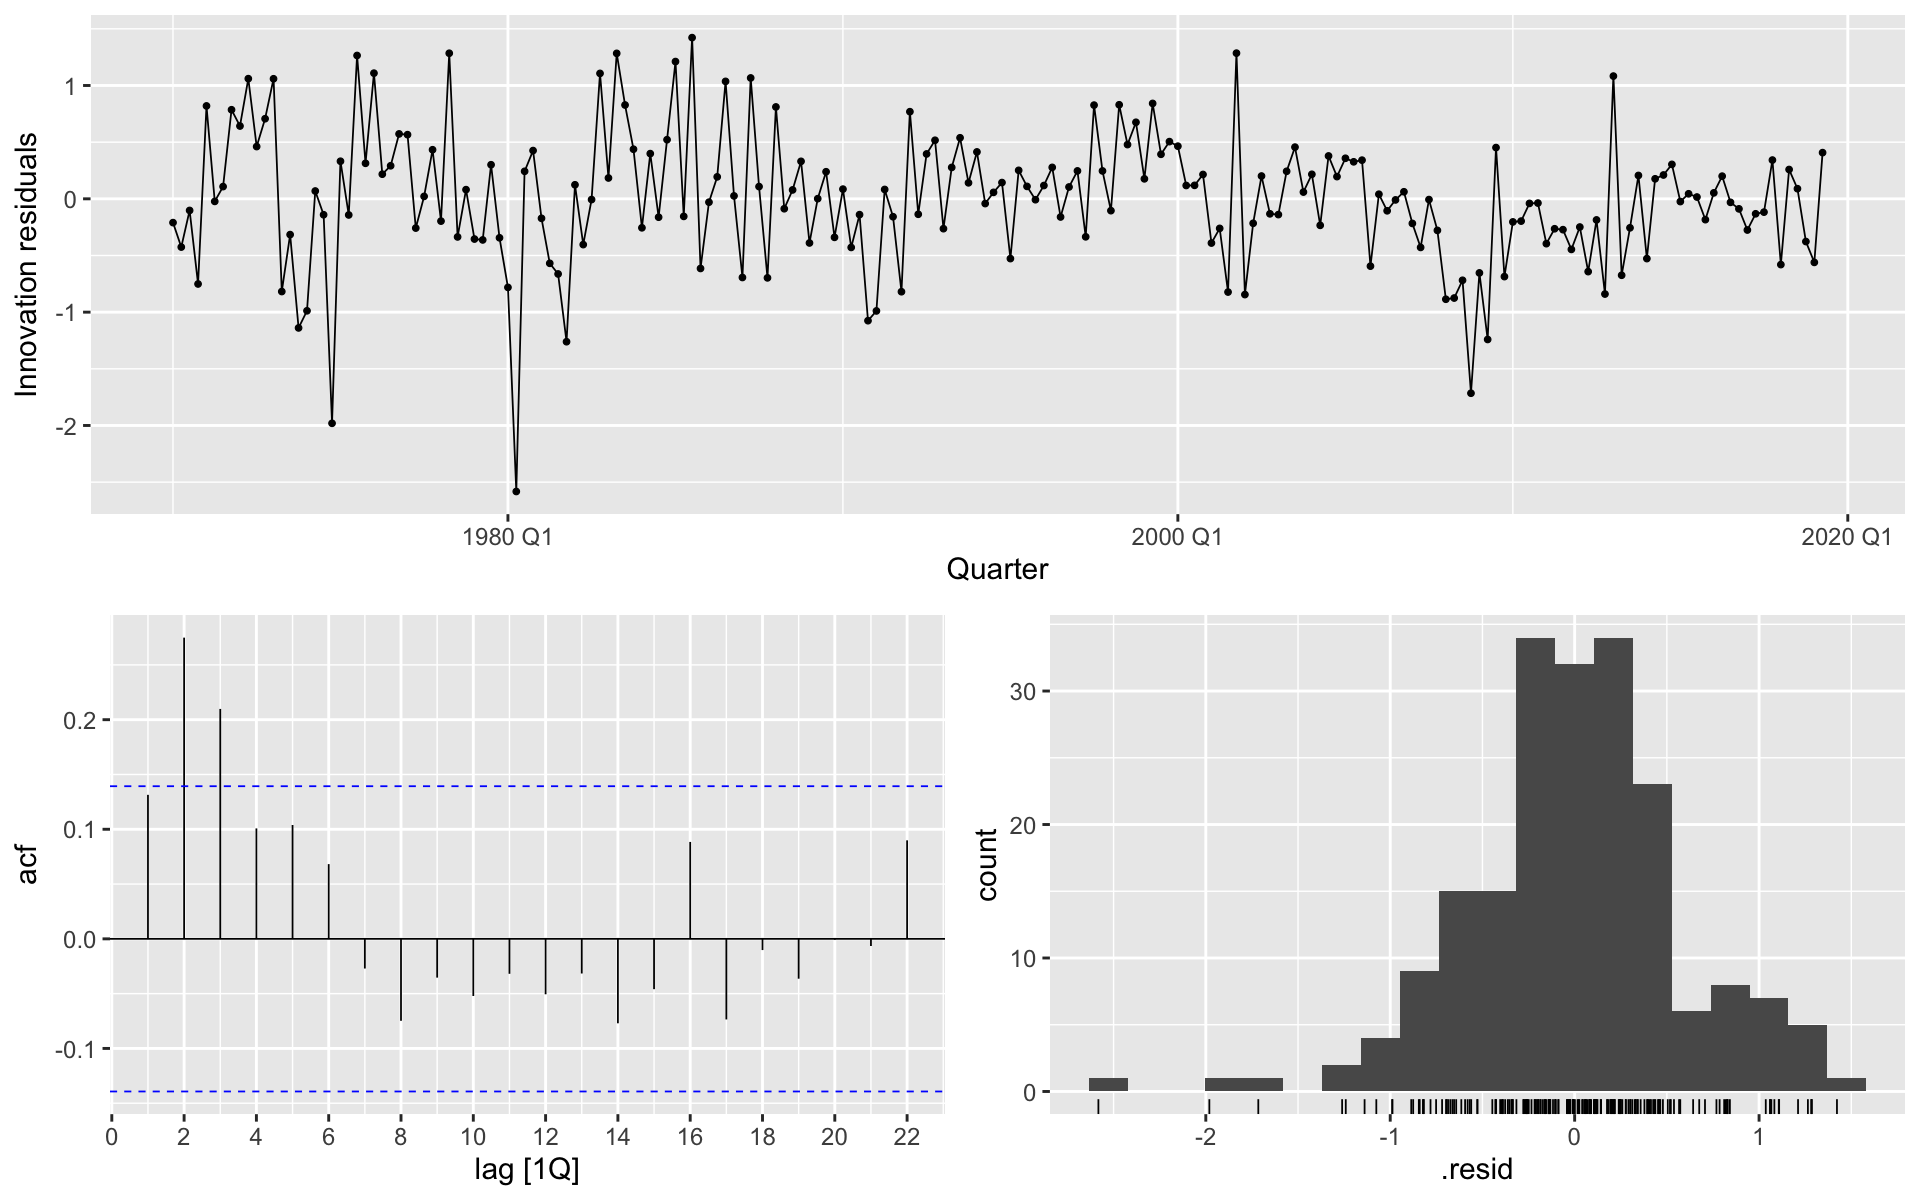 Innovation residuals
1
0
-1
-2
1980 Q1 2000 Q1 2020 Q1
Quarter
acf
0.2
0.1
0.0
-0.1
0 2 4 6 8 10 12 14 16 18 20 22
lag [1Q]
count
30
20
10
0
-2 -1 0 1
.resid